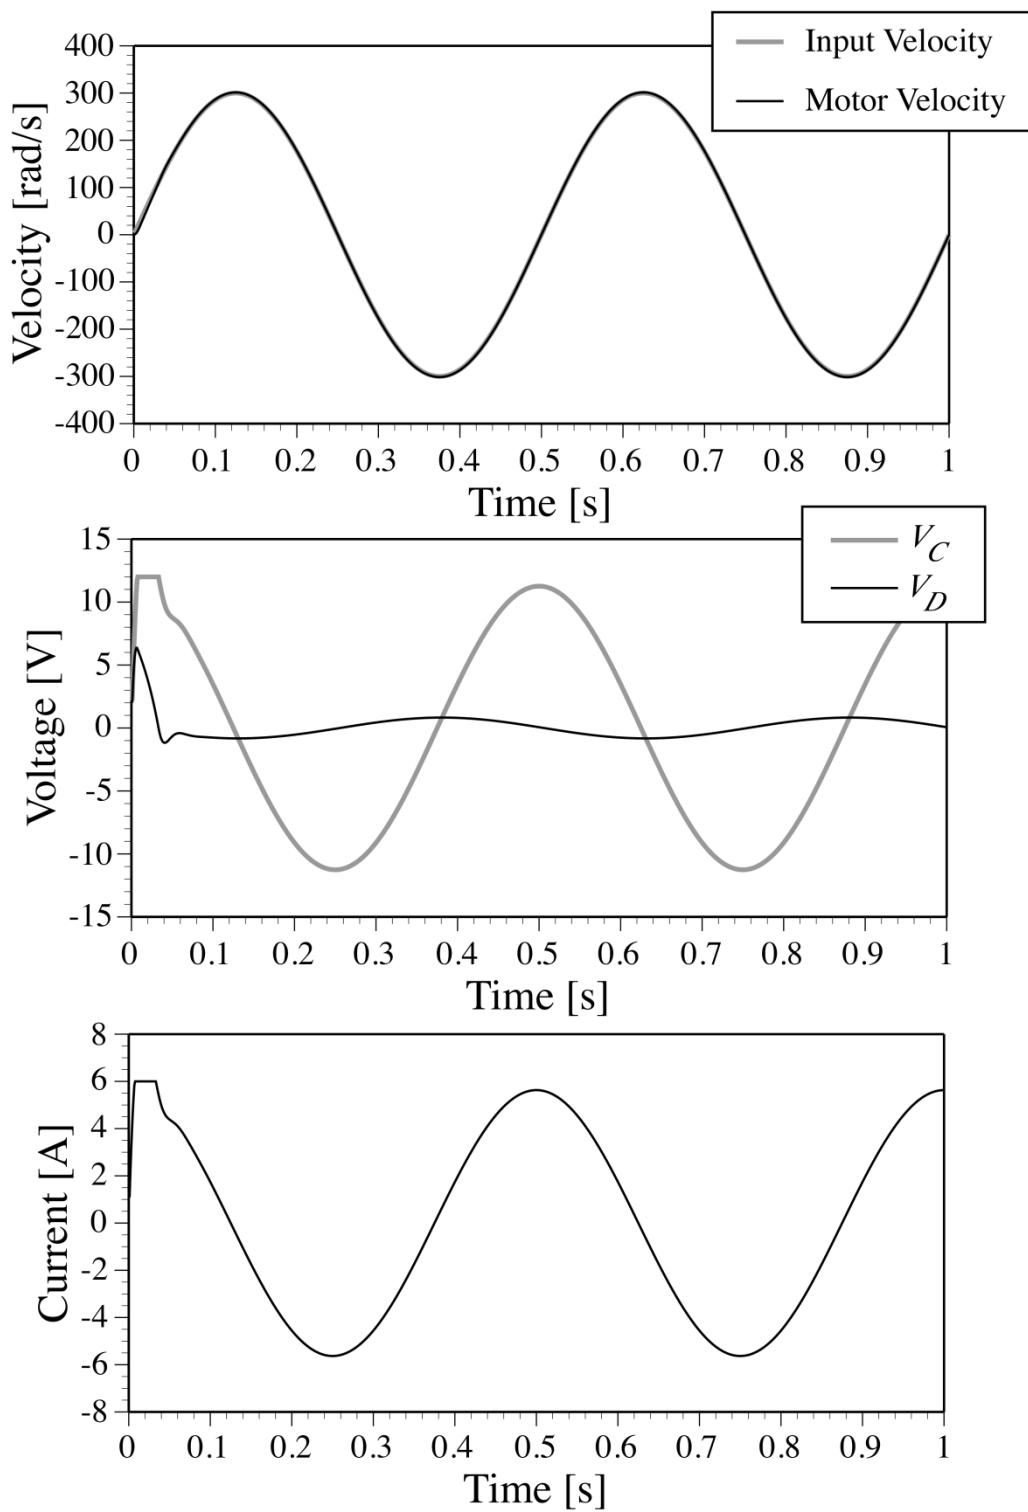 Input Velocity
Motor Velocity
Velocity [rad/s]
400
300
200
100
0
-100
-200
-300
-400
0 0.1 0.2 0.3 0.4 0.5 0.6 0.7 0.8 0.9 1
Time [s]
V_C
V_D
Voltage [V]
15
10
5
0
-5
-10
-15
0 0.1 0.2 0.3 0.4 0.5 0.6 0.7 0.8 0.9 1
Time [s]
Current [A]
8
6
4
2
0
-2
-4
-6
-8
0 0.1 0.2 0.3 0.4 0.5 0.6 0.7 0.8 0.9 1
Time [s]